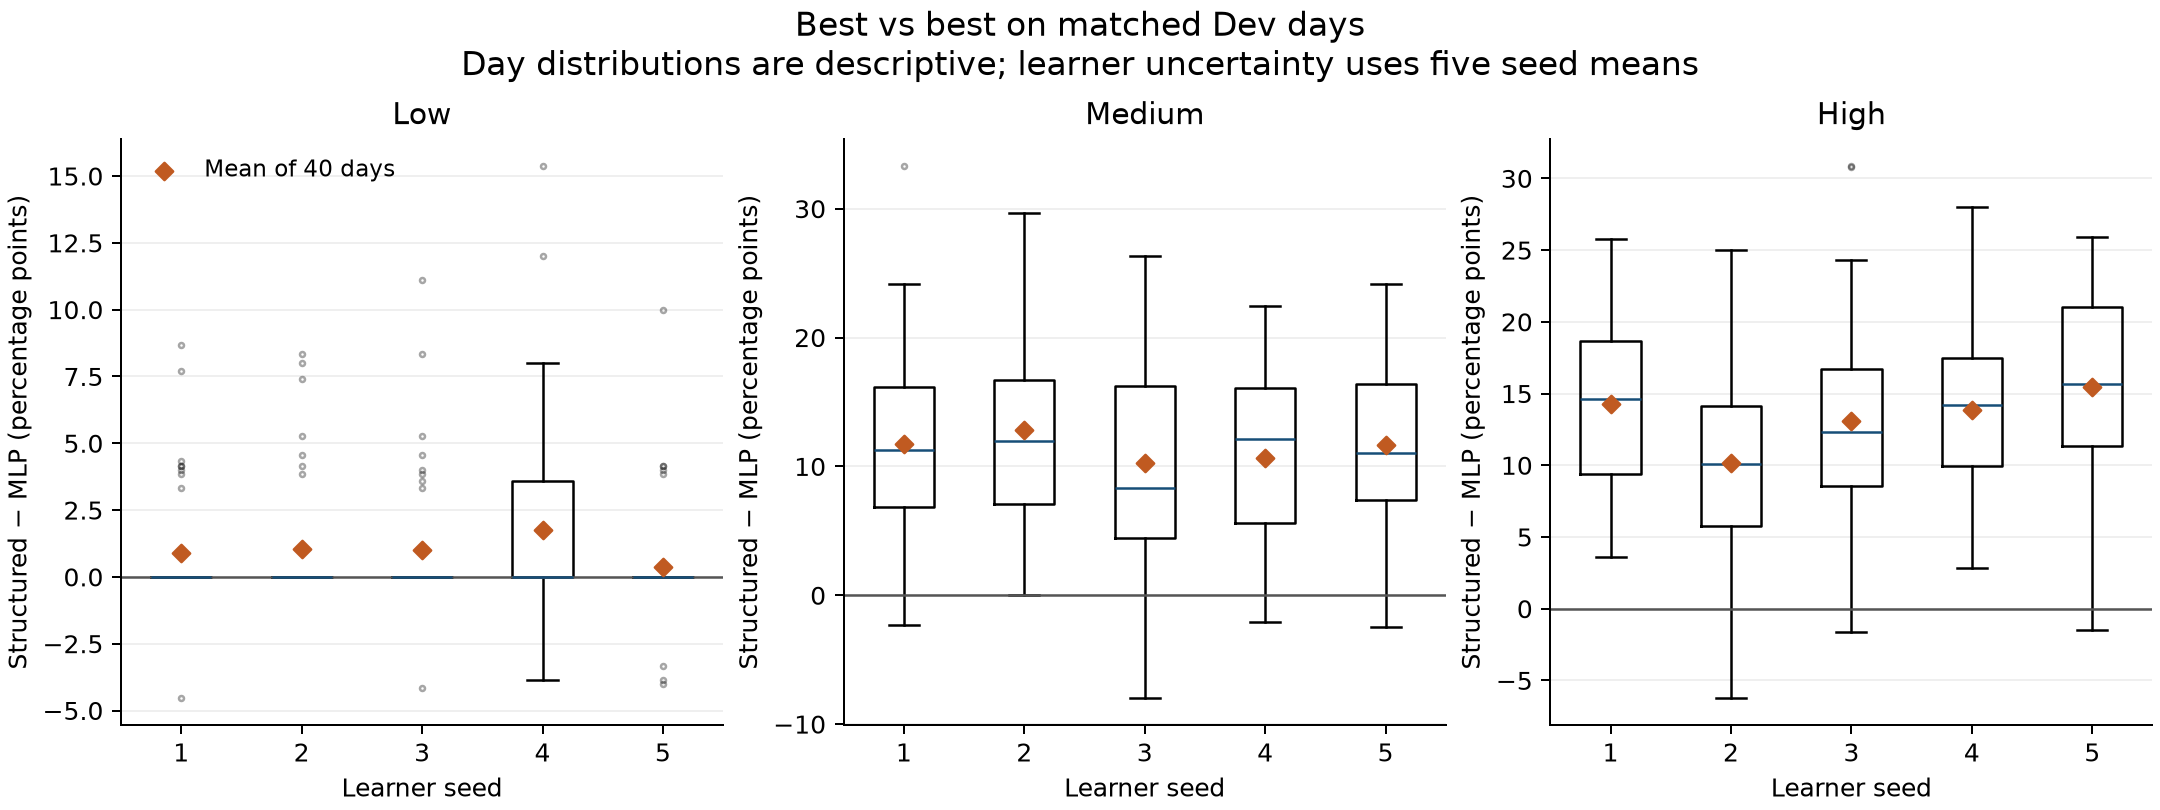 Best vs best on matched Dev days
Day distributions are descriptive; learner uncertainty uses five seed means
Low
Structured − MLP (percentage points)
15.0
12.5
10.0
7.5
5.0
2.5
0.0
−2.5
−5.0
Mean of 40 days
1 2 3 4 5
Learner seed
Medium
Structured − MLP (percentage points)
30
20
10
0
−10
1 2 3 4 5
Learner seed
High
Structured − MLP (percentage points)
30
25
20
15
10
5
0
−5
1 2 3 4 5
Learner seed